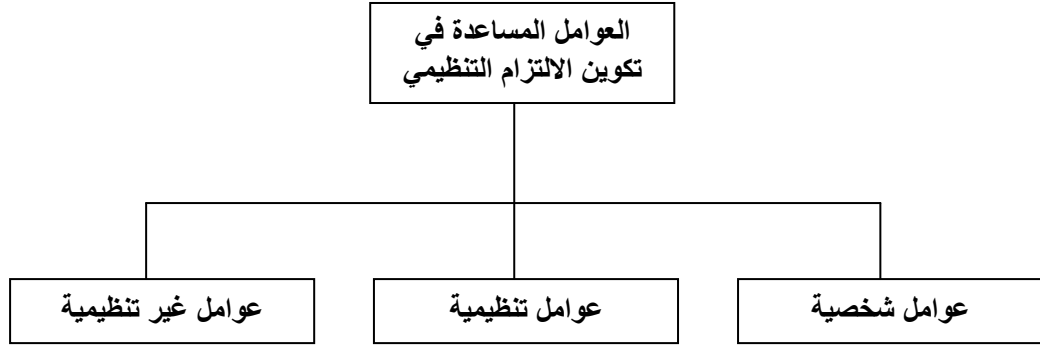 العوامل المساعدة في
تكوين الالتزام التنظيمي
عوامل شخصية
عوامل تنظيمية
عوامل غير تنظيمية